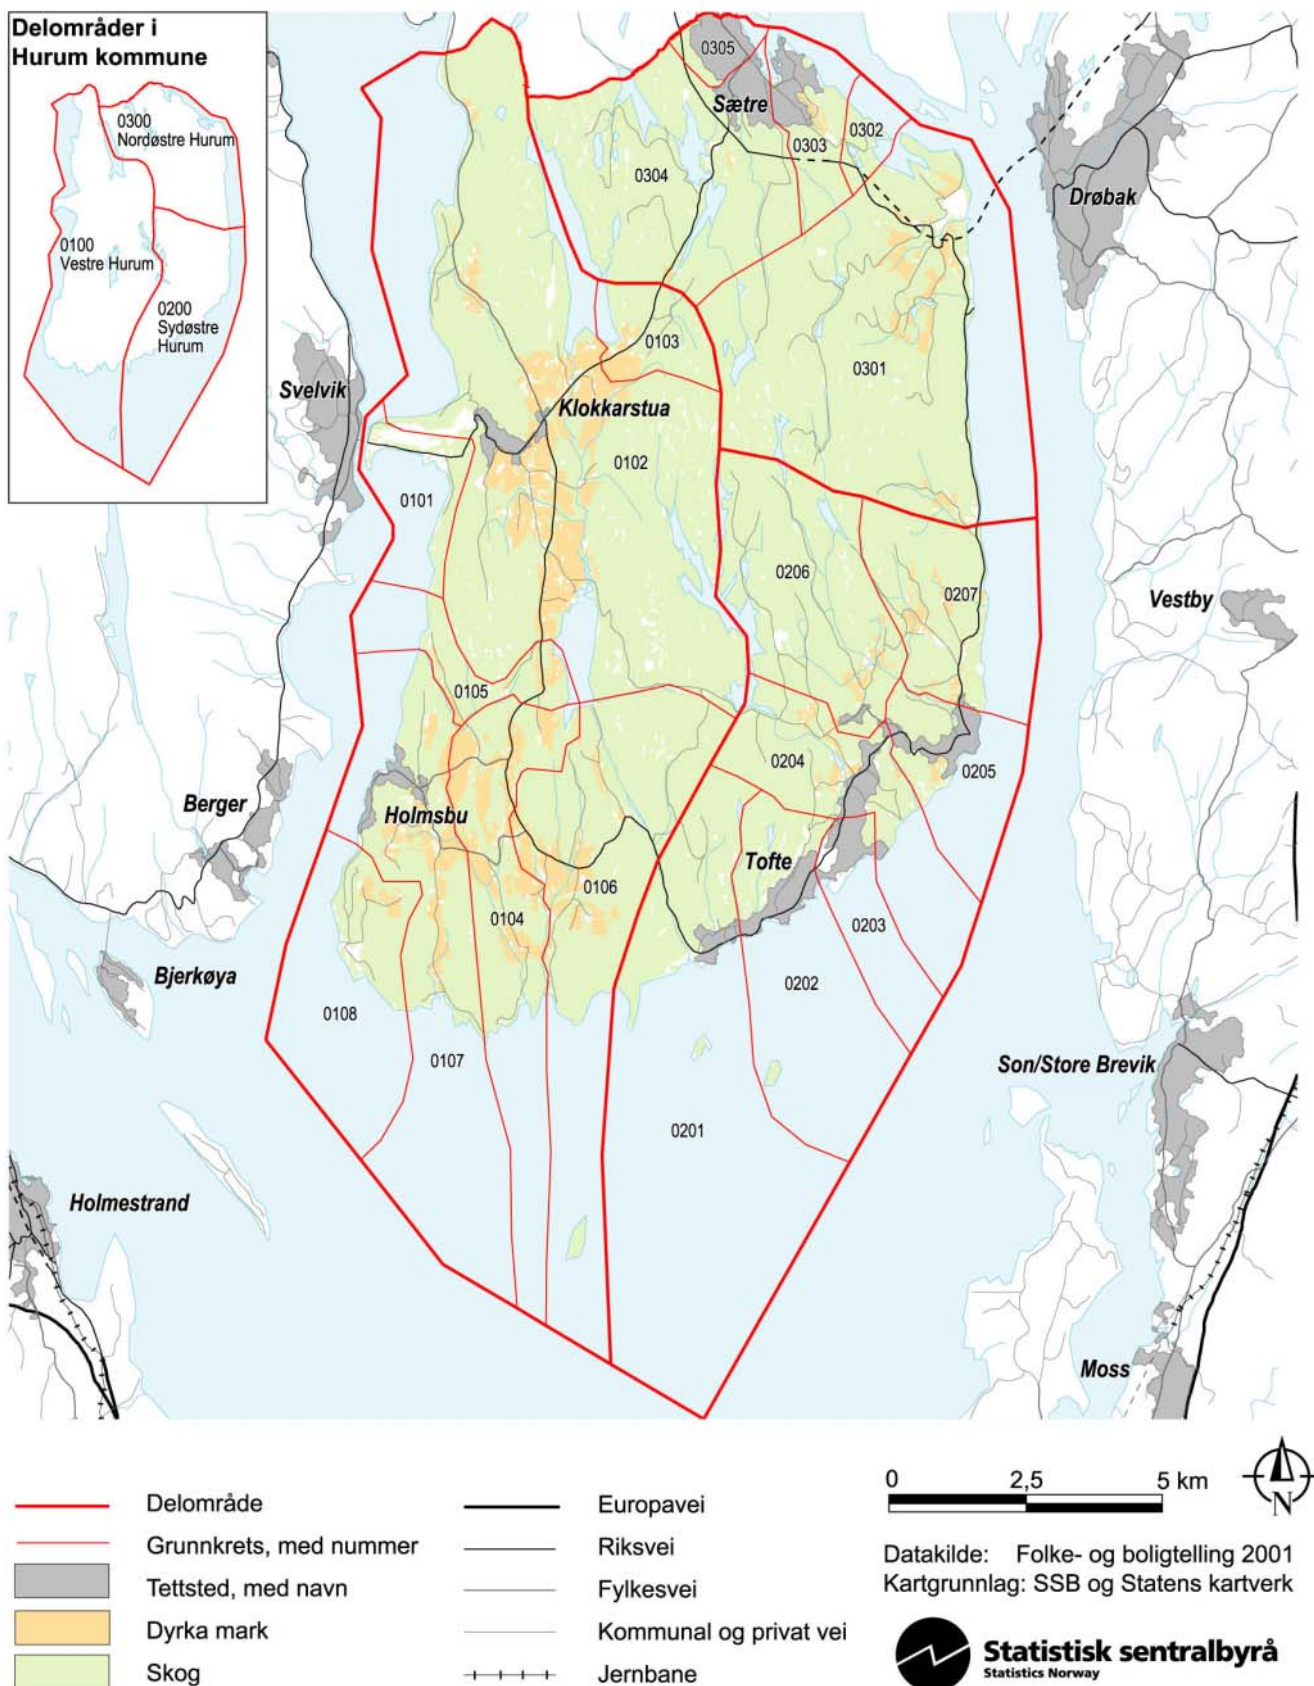 Delområder i
Hurum kommune
0300
Nordøstre Hurum
0100
Vestre Hurum
0200
Sydøstre
Hurum
0305
Sætre
0302
0303
0304
Drøbak
0103
0301
Svelvik
Klokkarstua
0102
0101
0206
0207
Vestby
0105
0204
0205
Berger
Holmsbu
Tofte
0106
0104
0203
Bjerkøya
0202
0108
0107
Son/Store Brevik
0201
Holmestrand
Moss
Delområde
Grunnkrets, med nummer
Tettsted, med navn
Dyrka mark
Skog
Europavei
Riksvei
Fylkesvei
Kommunal og privat vei
Jernbane
0 2,5 5 km
N
Datakilde: Folke- og boligtelling 2001
Kartgrunnlag: SSB og Statens kartverk
Statistisk sentralbyrå
Statistics Norway